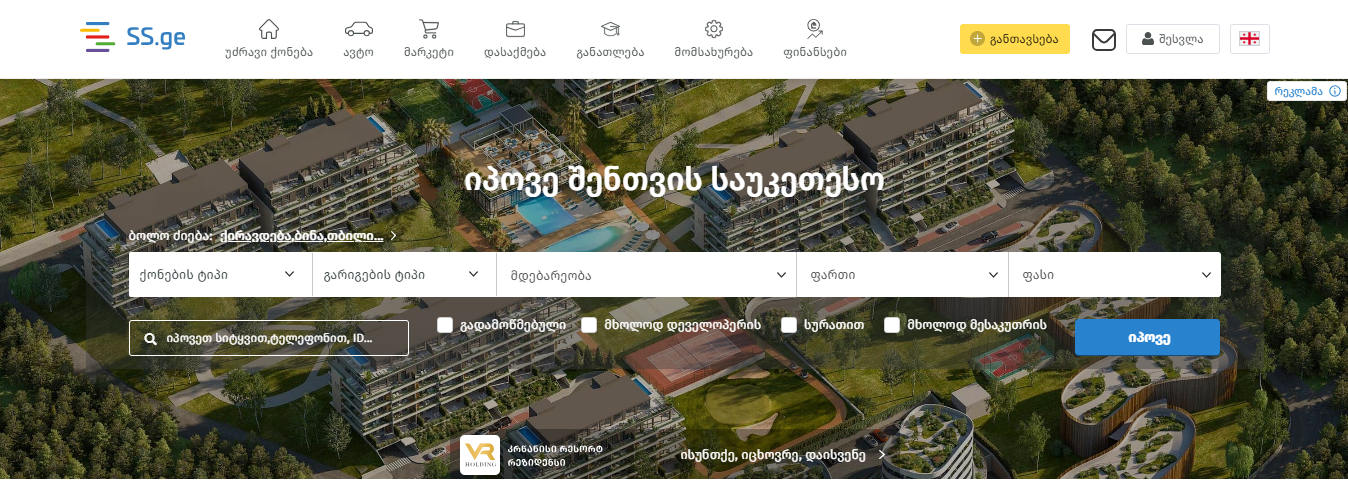 SS.ge
უძრავი ქონება
ავტო
მარკეტი
დასაქმება
განათლება
მომსახურება
ფინანსები
განთავსება
შესვლა
რეკლამა
იპოვე შენთვის საუკეთესო
ბოლო ძიება: ქირავდება,ბინა,თბილი...
ქონების ტიპი
გარიგების ტიპი
მდებარეობა
ფართი
ფასი
იპოვეთ სიტყვით,ტელეფონით, ID...
გადამოწმებული
მხოლოდ დეველოპერის
სურათით
მხოლოდ მესაკუთრის
იპოვე
VR
HOLDING
კრწანისი რესორტ
რეზიდენსი
ისუნთქე, იცხოვრე, დაისვენე